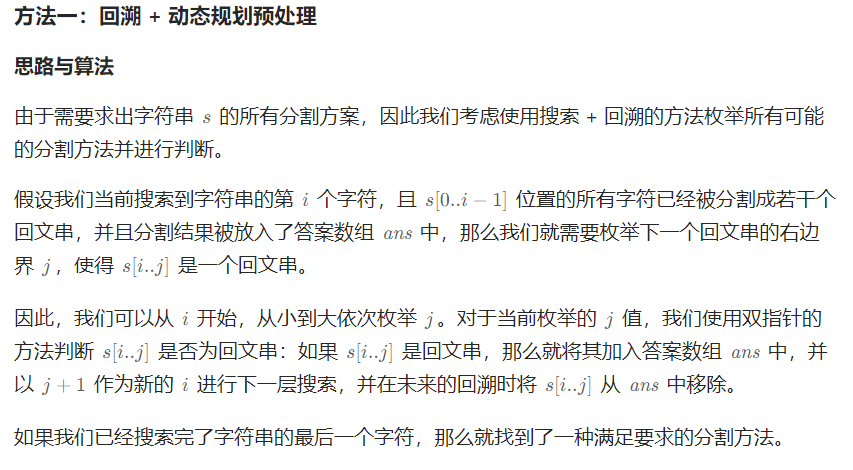 方法一：回溯 + 动态规划预处理
思路与算法
由于需要求出字符串 s 的所有分割方案，因此我们考虑使用搜索 + 回溯的方法枚举所有可能
的分割方法并进行判断。
假设我们当前搜索到字符串的第 i 个字符，且 s[0..i − 1] 位置的所有字符已经被分割成若干个
回文串，并且分割结果被放入了答案数组 ans 中，那么我们就需要枚举下一个回文串的右边
界 j，使得 s[i..j] 是一个回文串。
因此，我们可以从 i 开始，从小到大依次枚举 j。对于当前枚举的 j 值，我们使用双指针的
方法判断 s[i..j] 是否为回文串：如果 s[i..j] 是回文串，那么就将其加入答案数组 ans 中，并
以 j + 1 作为新的 i 进行下一层搜索，并在未来的回溯时将 s[i..j] 从 ans 中移除。
如果我们已经搜索完了字符串的最后一个字符，那么就找到了一种满足要求的分割方法。